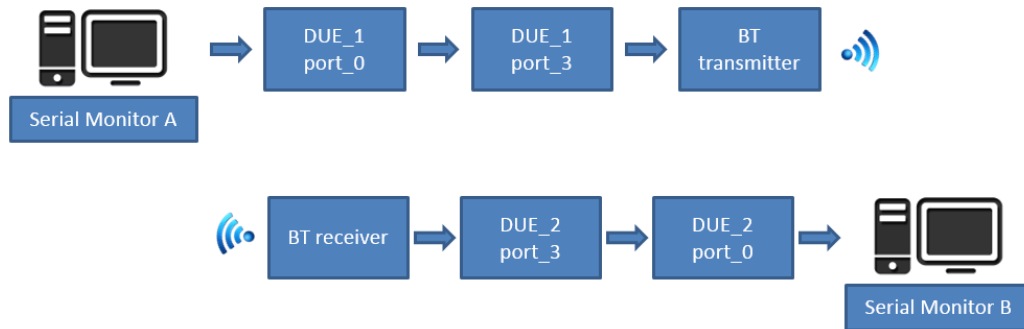 DUE_1
port_0
DUE_1
port_3
BT
transmitter
Serial Monitor A
BT receiver
DUE_2
port_3
DUE_2
port_0
Serial Monitor B